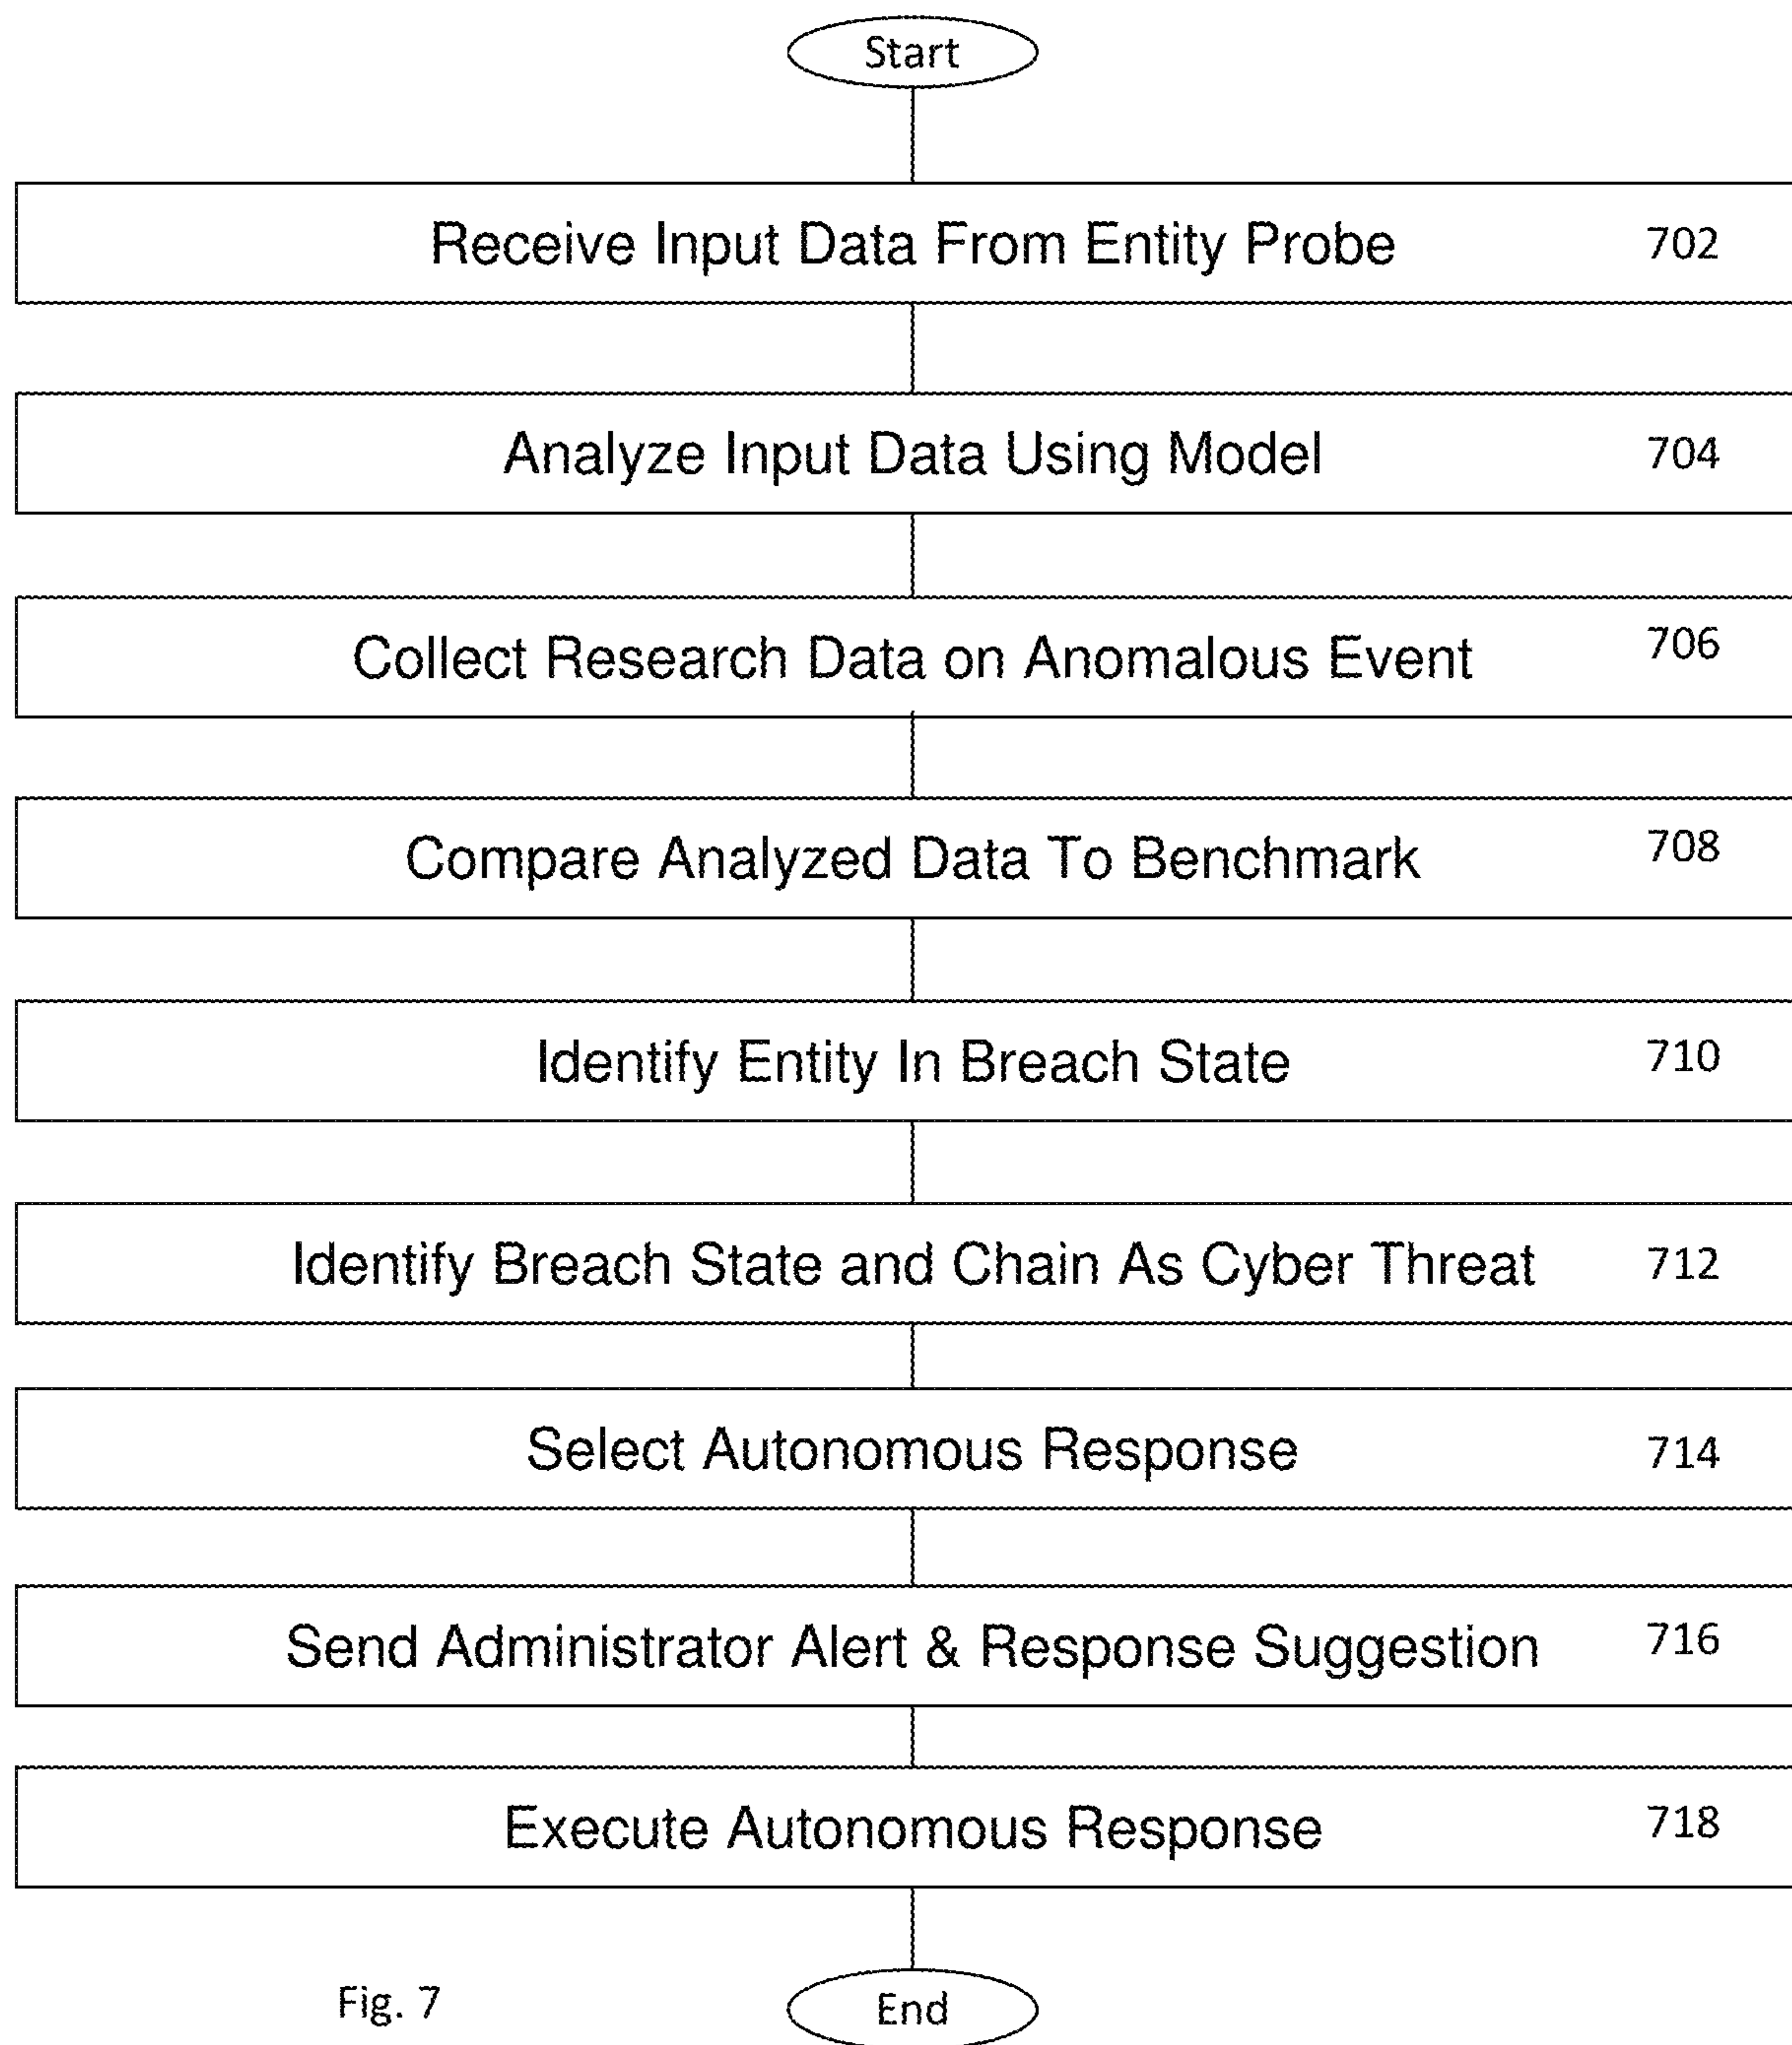 Start
Receive Input Data From Entity Probe 702
Analyze Input Data Using Model 704
Collect Research Data on Anomalous Event 706
Compare Analyzed Data To Benchmark 708
Identify Entity In Breach State 710
Identify Breach State and Chain As Cyber Threat 712
Select Autonomous Response 714
Send Administrator Alert & Response Suggestion 716
Execute Autonomous Response 718
Fig. 7
End